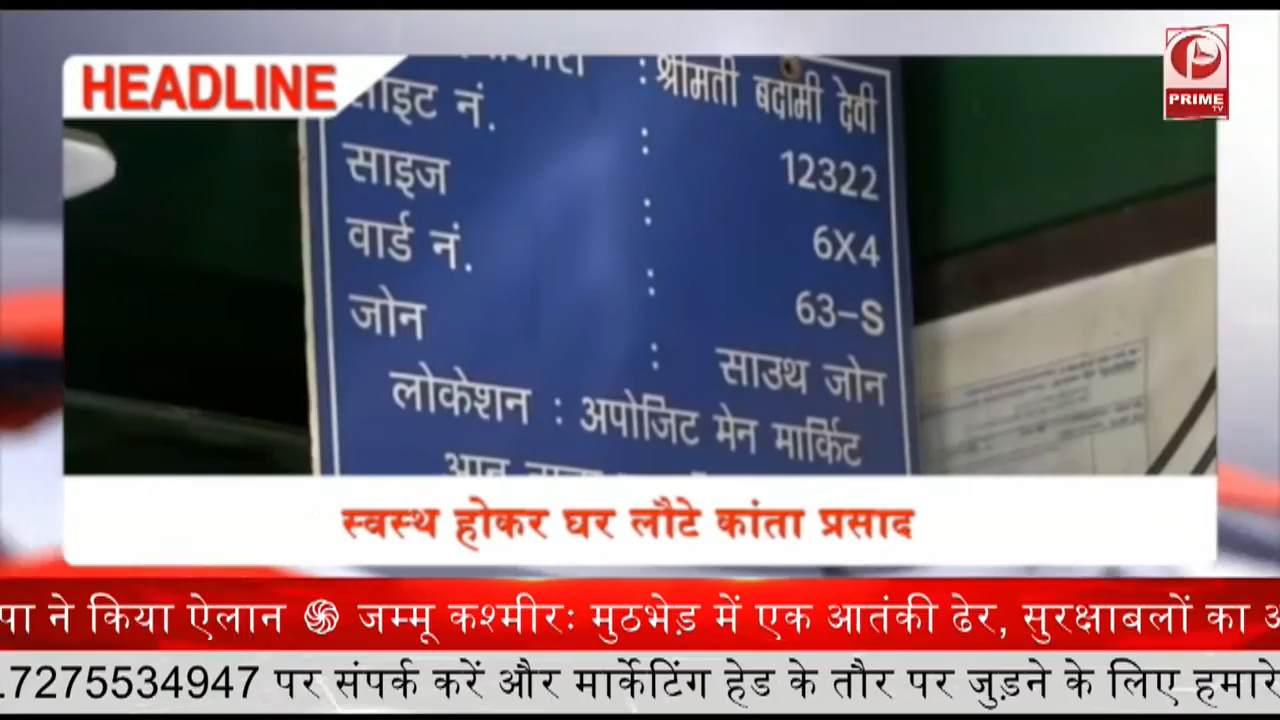 HEADLINE
PRIME
TV
: श्रीमती बदामी देवी
साइट नं. : 12322
साइज : 6X4
वार्ड नं. : 63-S
जोन : साउथ जोन
लोकेशन : अपोजिट मेन मार्किट
स्वस्थ होकर घर लौटे कांता प्रसाद
ने किया ऐलान ֍ जम्मू कश्मीरः मुठभेड़ में एक आतंकी ढेर, सुरक्षाबलों का
7275534947 पर संपर्क करें और मार्केटिंग हेड के तौर पर जुड़ने के लिए हमारे